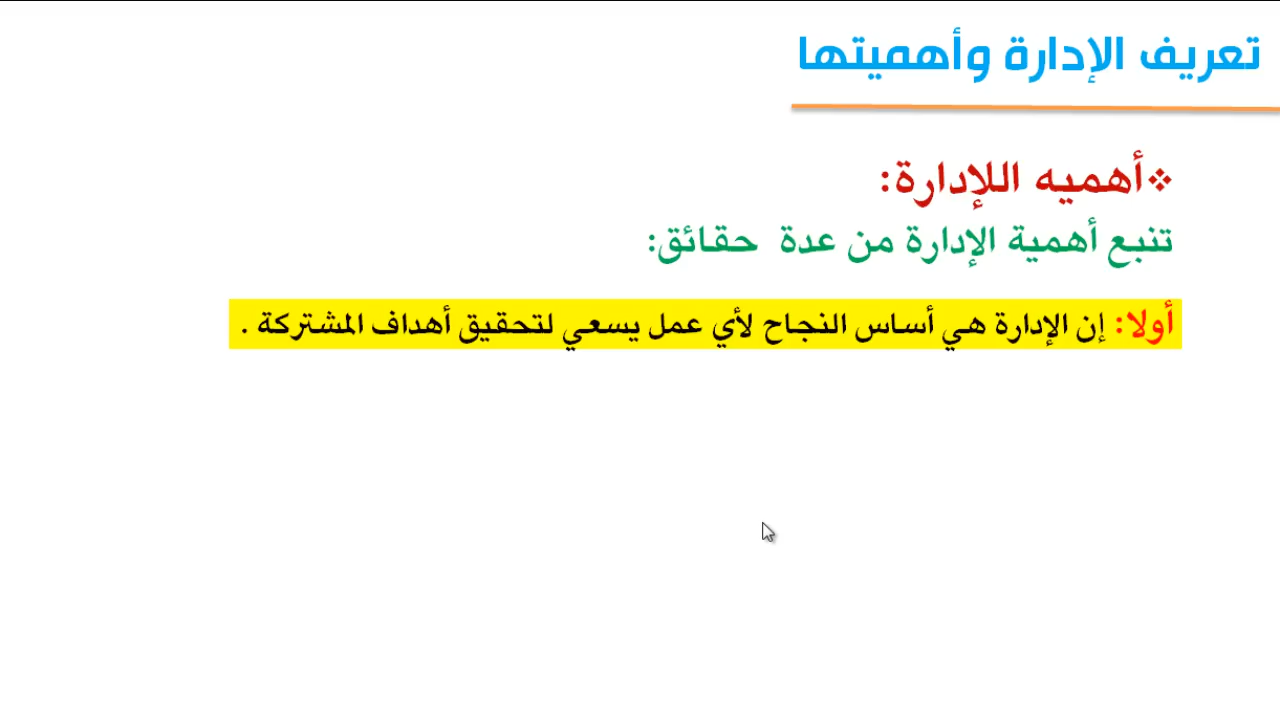 تعريف الإدارة وأهميتها
❖أهميه اللإدارة:
تنبع أهمية الإدارة من عدة حقائق:
أولا: إن الإدارة هي أساس النجاح لأي عمل يسعي لتحقيق أهداف المشتركة .